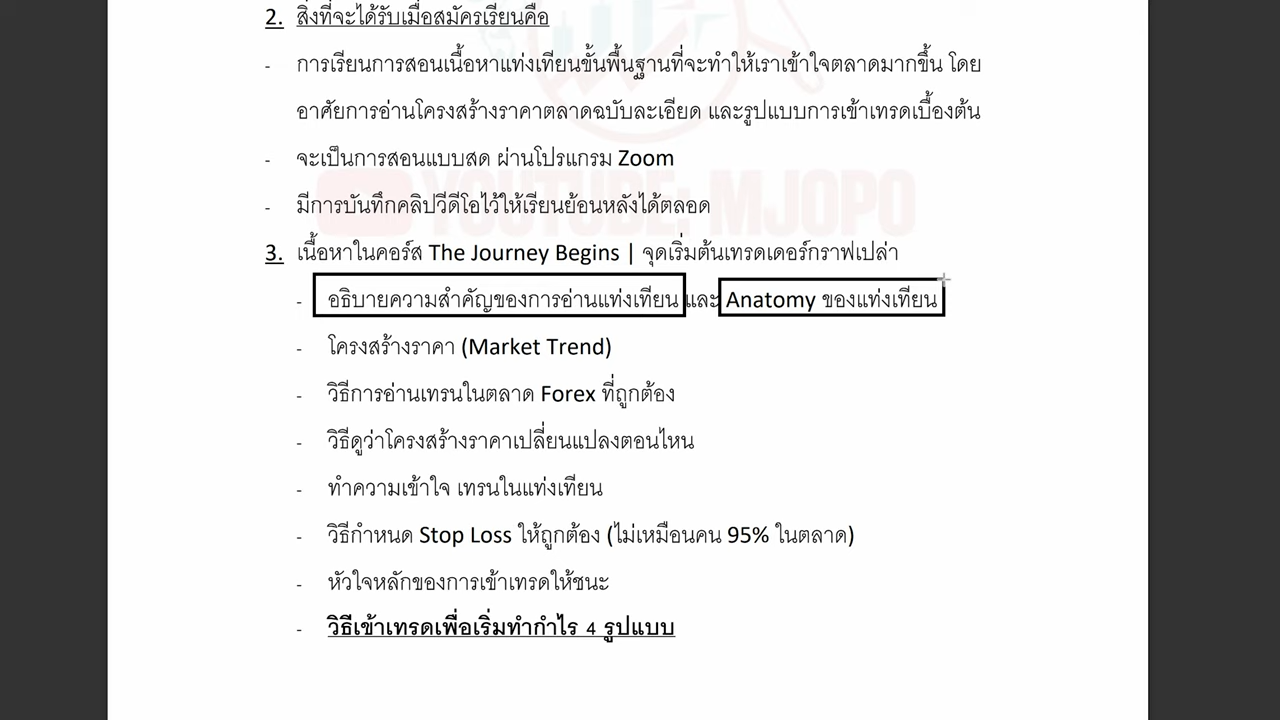 2. สิ่งที่จะได้รับเมื่อสมัครเรียนคือ
- การเรียนการสอนเนื้อหาแท่งเทียนขั้นพื้นฐานที่จะทำให้เราเข้าใจตลาดมากขึ้น โดย
อาศัยการอ่านโครงสร้างราคาตลาดฉบับละเอียด และรูปแบบการเข้าเทรดเบื้องต้น
- จะเป็นการสอนแบบสด ผ่านโปรแกรม Zoom
YOUTUBE: MJOPO
- มีการบันทึกคลิปวีดีโอไว้ให้เรียนย้อนหลังได้ตลอด
3. เนื้อหาในคอร์ส The Journey Begins | จุดเริ่มต้นเทรดเดอร์กราฟเปล่า
- อธิบายความสำคัญของการอ่านแท่งเทียน และ Anatomy ของแท่งเทียน
- โครงสร้างราคา (Market Trend)
- วิธีการอ่านเทรนในตลาด Forex ที่ถูกต้อง
- วิธีดูว่าโครงสร้างราคาเปลี่ยนแปลงตอนไหน
- ทำความเข้าใจ เทรนในแท่งเทียน
- วิธีกำหนด Stop Loss ให้ถูกต้อง (ไม่เหมือนคน 95% ในตลาด)
- หัวใจหลักของการเข้าเทรดให้ชนะ
- วิธีเข้าเทรดเพื่อเริ่มทำกำไร 4 รูปแบบ